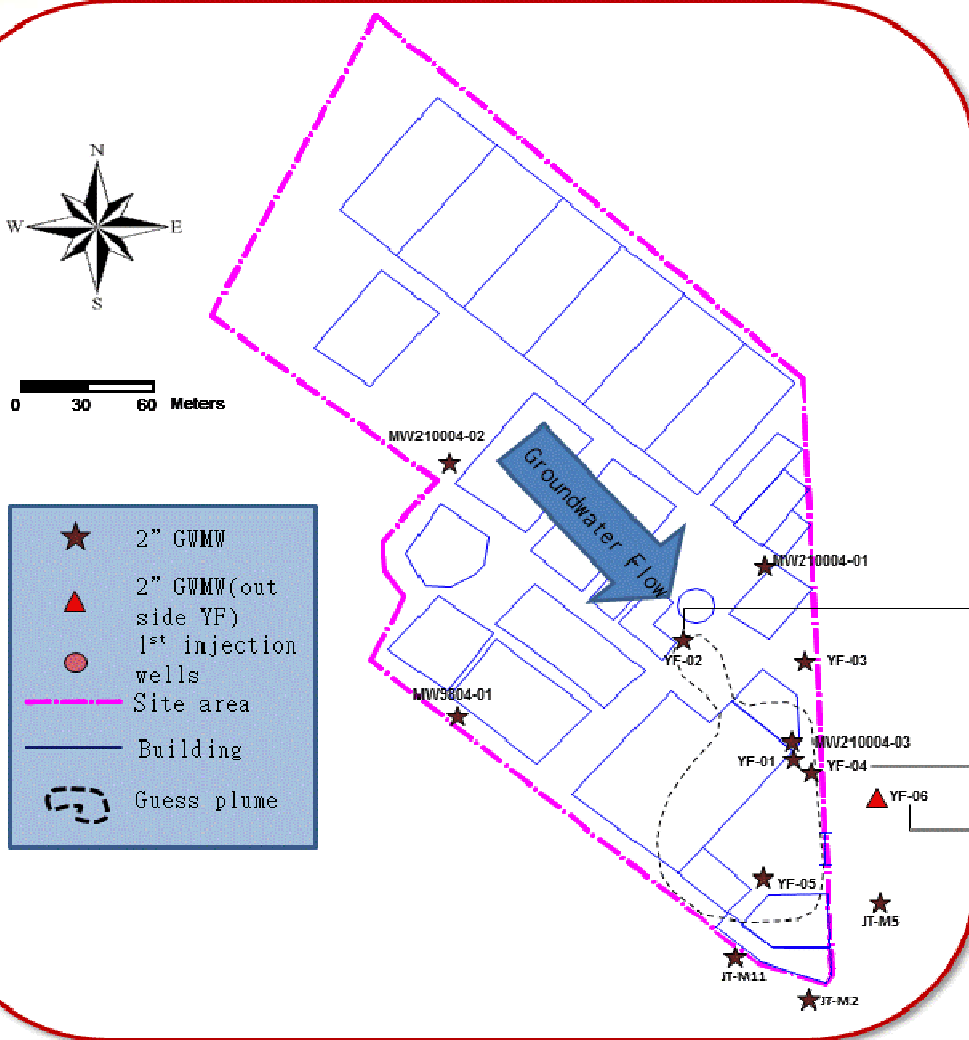 N
W E
S
0 30 60 Meters
MW210004-02
Groundwater Flow
2” GWMW
2” GWMW(out
side YF)
1st injection
wells
Site area
Building
Guess plume
MW210004-01
YF-02
YF-03
MW9804-01
MW210004-03
YF-01
YF-04
YF-06
YF-05
JT-M5
JT-M11
JT-M2